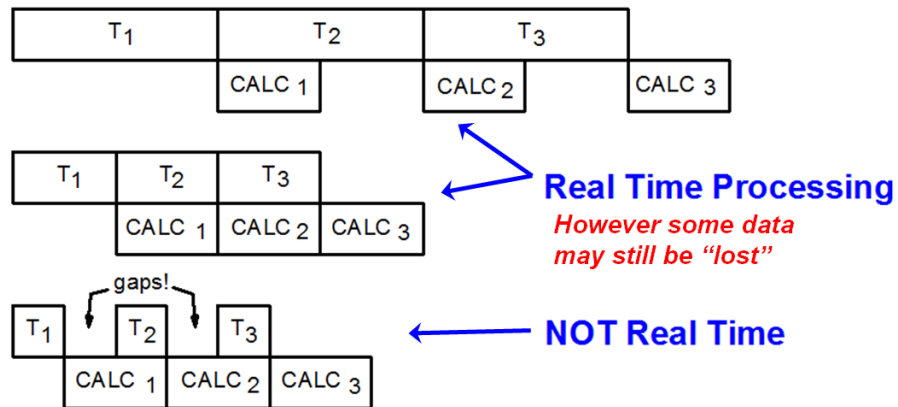 T1 T2 T3
CALC 1 CALC 2 CALC 3
T1 T2 T3
Real Time Processing
CALC 1 CALC 2 CALC 3
However some data
may still be “lost”
gaps!
T1 T2 T3
NOT Real Time
CALC 1 CALC 2 CALC 3